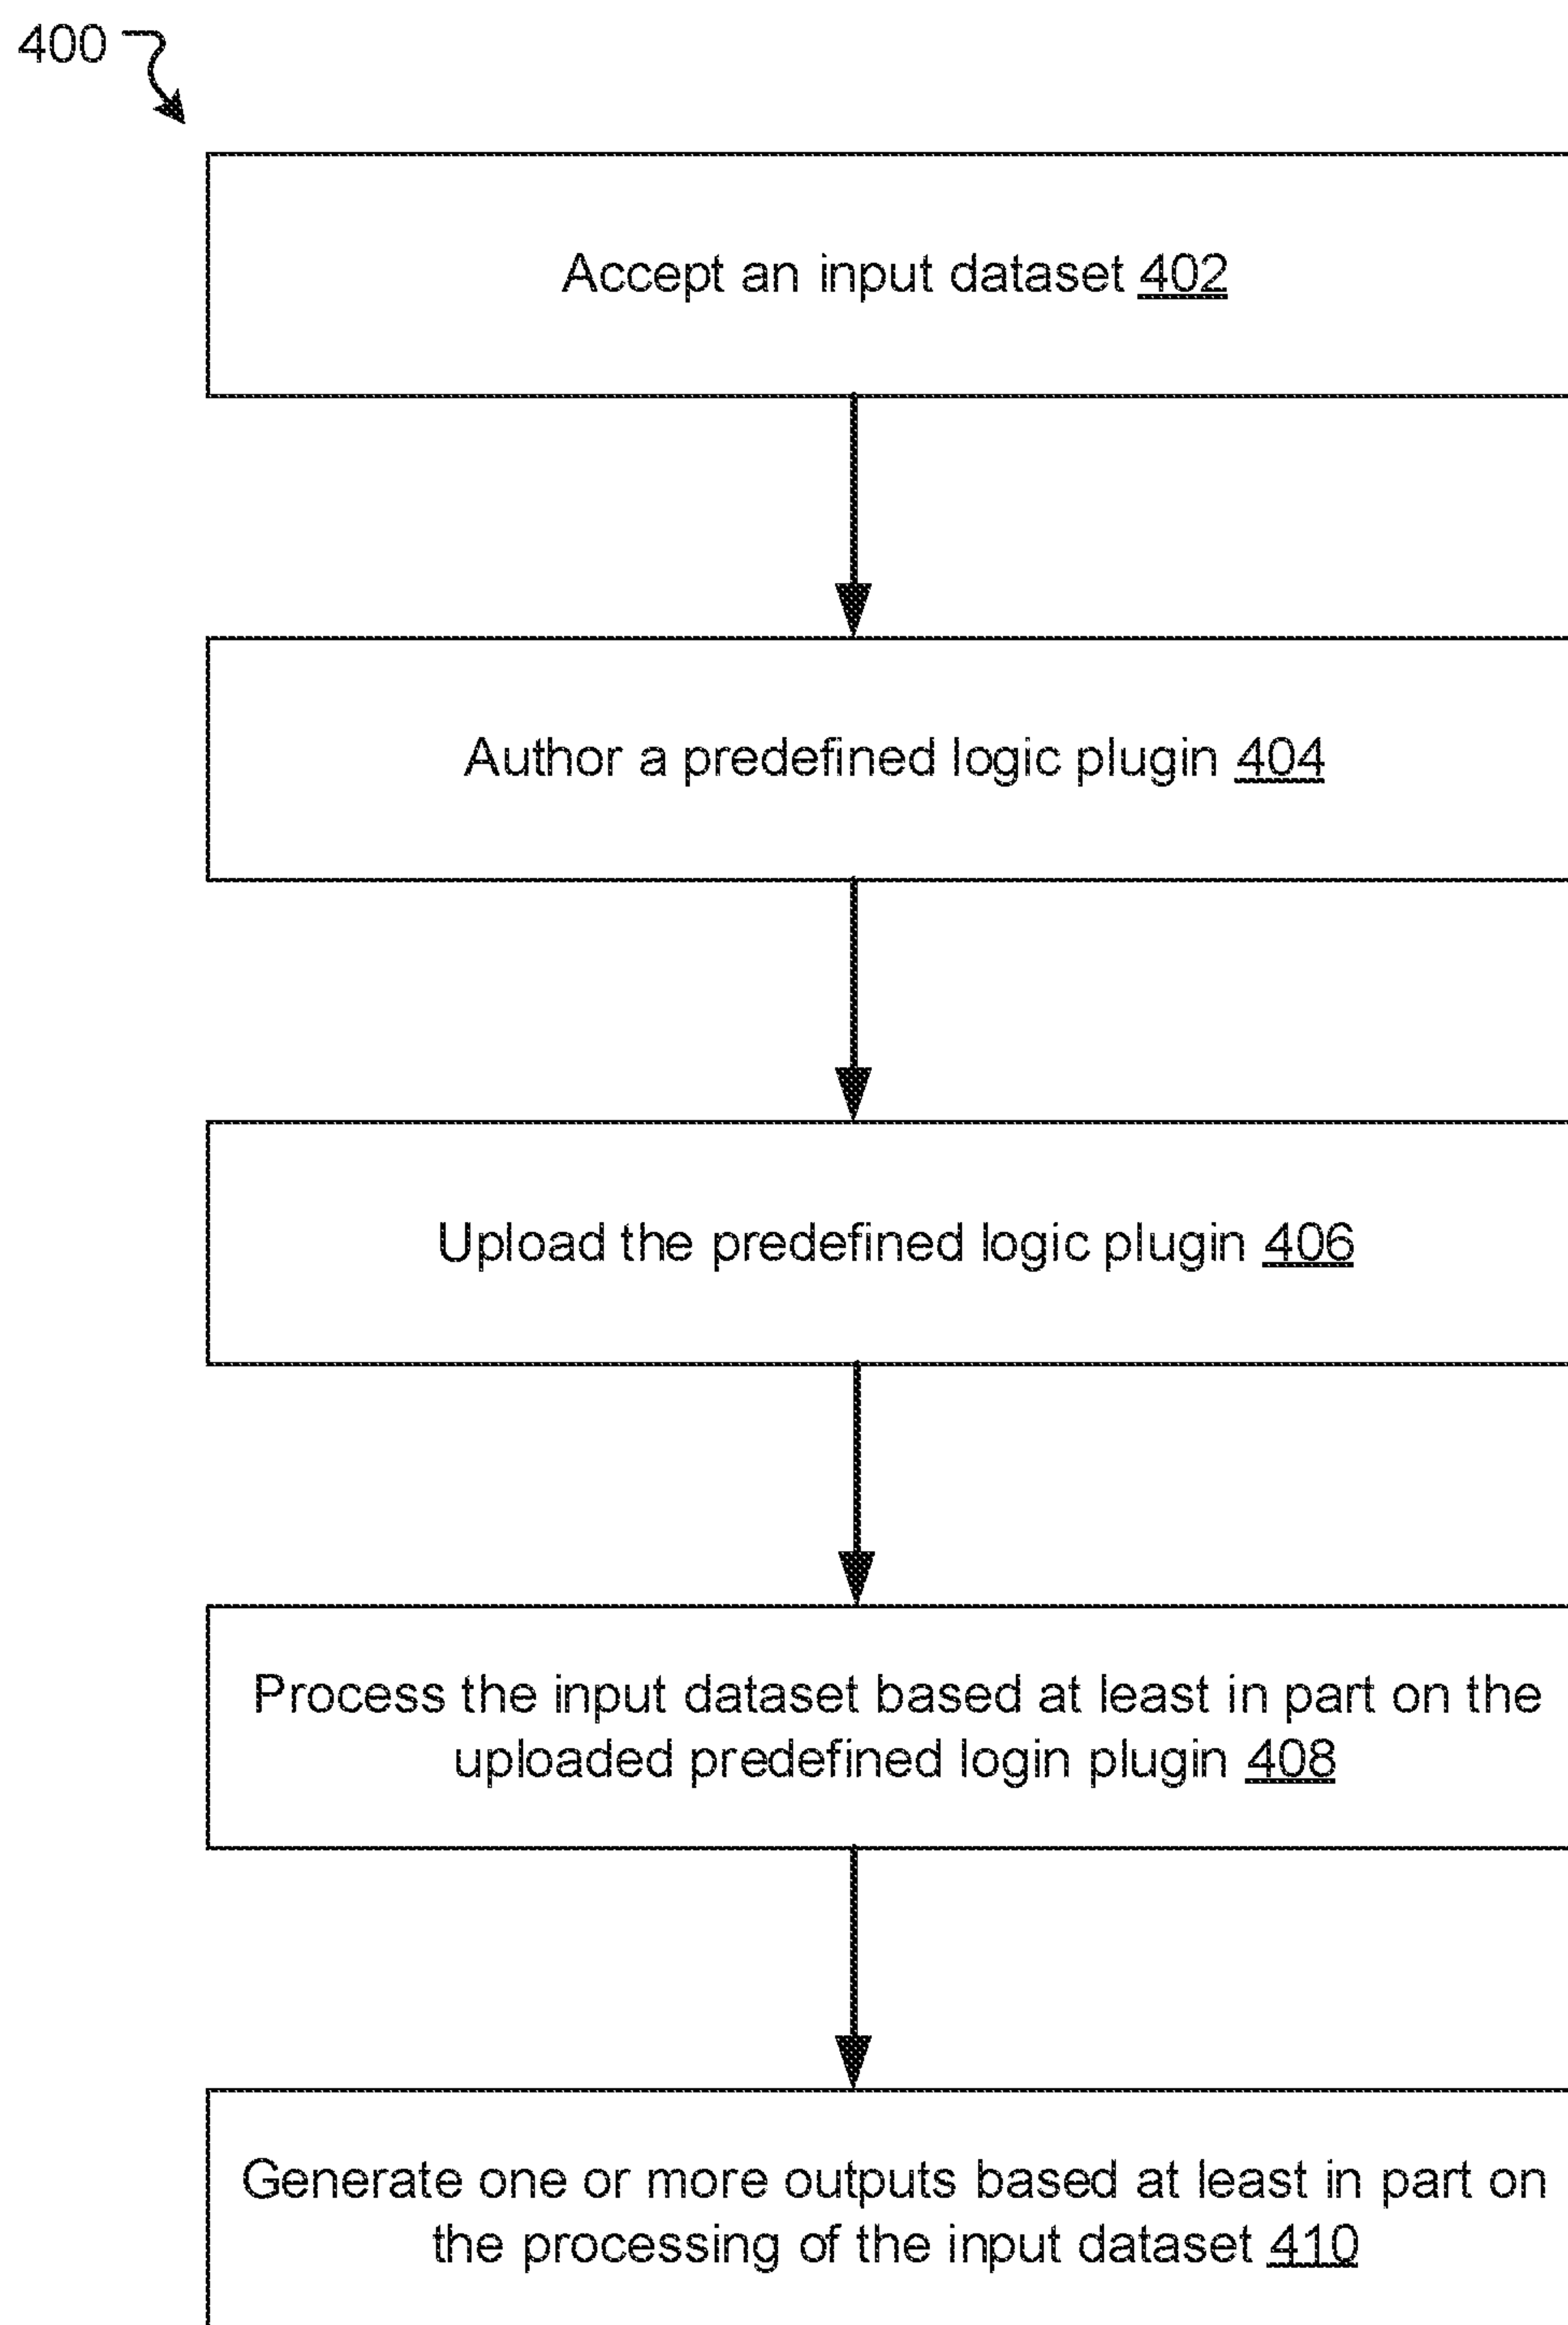 400
Accept an input dataset 402
Author a predefined logic plugin 404
Upload the predefined logic plugin 406
Process the input dataset based at least in part on the
uploaded predefined login plugin 408
Generate one or more outputs based at least in part on
the processing of the input dataset 410